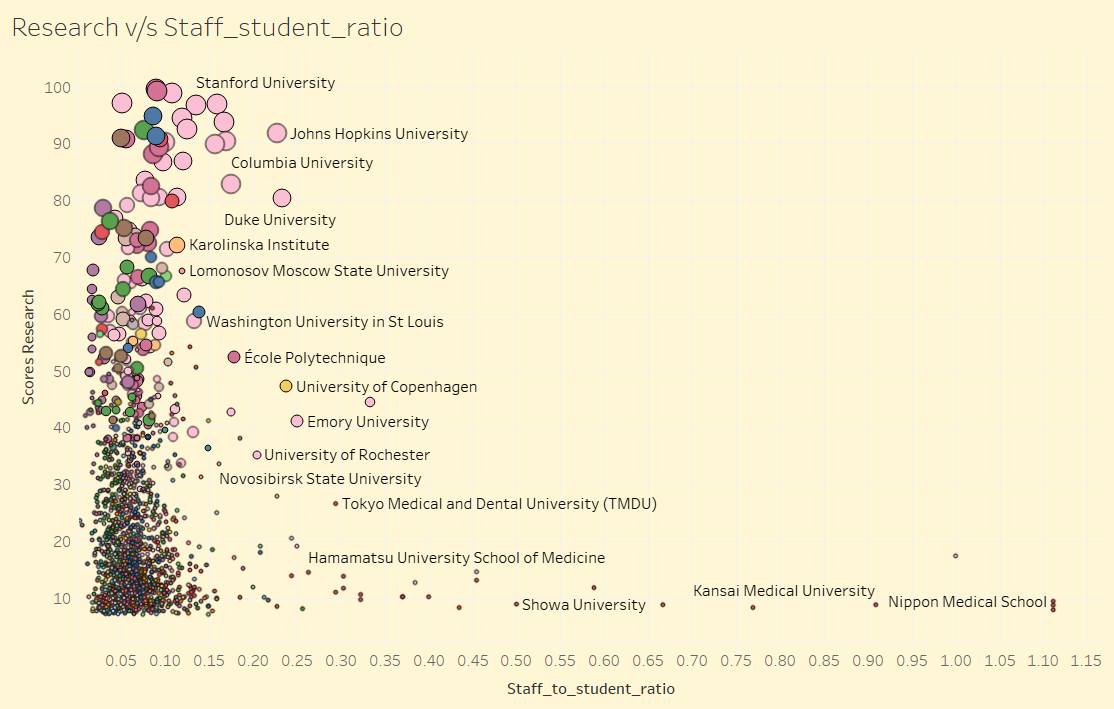 Research v/s Staff_student_ratio
Stanford University
100
Johns Hopkins University
90
Columbia University
80
Duke University
Karolinska Institute
70
Lomonosov Moscow State University
60
Washington University in St Louis
École Polytechnique
50
University of Copenhagen
Emory University
40
University of Rochester
Novosibirsk State University
30
Tokyo Medical and Dental University (TMDU)
20
Hamamatsu University School of Medicine
Kansai Medical University
10
Showa University
Nippon Medical School
Scores Research
0.05 0.10 0.15 0.20 0.25 0.30 0.35 0.40 0.45 0.50 0.55 0.60 0.65 0.70 0.75 0.80 0.85 0.90 0.95 1.00 1.05 1.10 1.15
Staff_to_student_ratio